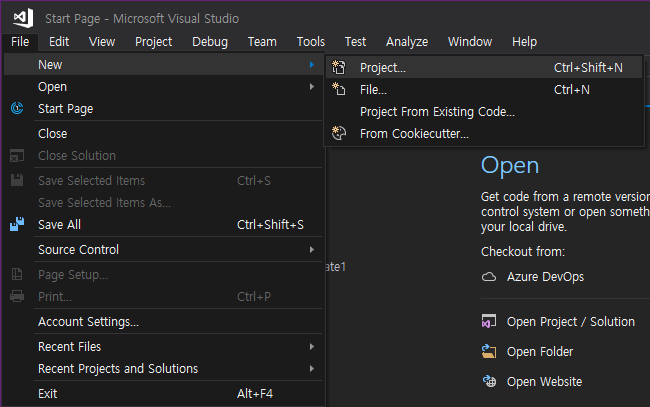 Start Page - Microsoft Visual Studio
File Edit View Project Debug Team Tools Test Analyze Window Help
New
Open
Start Page
Close
Close Solution
Save Selected Items Ctrl+S
Save Selected Items As...
Save All Ctrl+Shift+S
Source Control
Page Setup...
Print... Ctrl+P
Account Settings...
Recent Files
Recent Projects and Solutions
Exit Alt+F4
Project... Ctrl+Shift+N
File... Ctrl+N
Project From Existing Code...
From Cookiecutter...
ate1
Open
Get code from a remote version
control system or open someth
your local drive.
Checkout from:
Azure DevOps
Open Project / Solution
Open Folder
Open Website